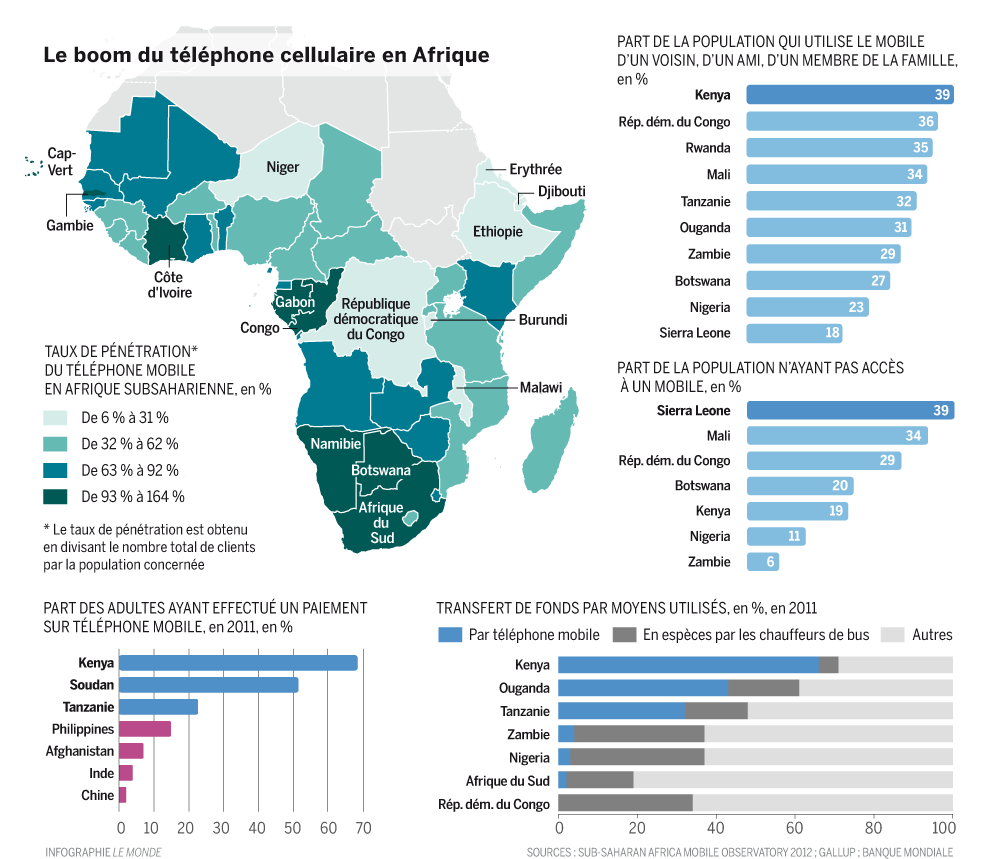 Le boom du téléphone cellulaire en Afrique
Cap-
Vert
Gambie
Niger
Erythrée
Djibouti
Ethiopie
Côte
d'Ivoire
Gabon
Congo
République
démocratique
du Congo
Burundi
Malawi
Namibie
Botswana
Afrique
du
Sud
TAUX DE PÉNÉTRATION*
DU TÉLÉPHONE MOBILE
EN AFRIQUE SUBSAHARIENNE, en %
De 6 % à 31 %
De 32 % à 62 %
De 63 % à 92 %
De 93 % à 164 %
* Le taux de pénétration est obtenu
en divisant le nombre total de clients
par la population concernée
PART DE LA POPULATION QUI UTILISE LE MOBILE
D'UN VOISIN, D'UN AMI, D'UN MEMBRE DE LA FAMILLE,
en %
Kenya 39
Rép. dém. du Congo 36
Rwanda 35
Mali 34
Tanzanie 32
Ouganda 31
Zambie 29
Botswana 27
Nigeria 23
Sierra Leone 18
PART DE LA POPULATION N'AYANT PAS ACCÈS
À UN MOBILE, en %
Sierra Leone 39
Mali 34
Rép. dém. du Congo 29
Botswana 20
Kenya 19
Nigeria 11
Zambie 6
PART DES ADULTES AYANT EFFECTUÉ UN PAIEMENT
SUR TÉLÉPHONE MOBILE, en 2011, en %
Kenya
Soudan
Tanzanie
Philippines
Afghanistan
Inde
Chine
0 10 20 30 40 50 60 70
TRANSFERT DE FONDS PAR MOYENS UTILISÉS, en %, en 2011
Par téléphone mobile En espèces par les chauffeurs de bus Autres
Kenya
Ouganda
Tanzanie
Zambie
Nigeria
Afrique du Sud
Rép. dém. du Congo
0 20 40 60 80 100
INFOGRAPHIE LE MONDE
SOURCES : SUB-SAHARAN AFRICA MOBILE OBSERVATORY 2012 ; GALLUP ; BANQUE MONDIALE